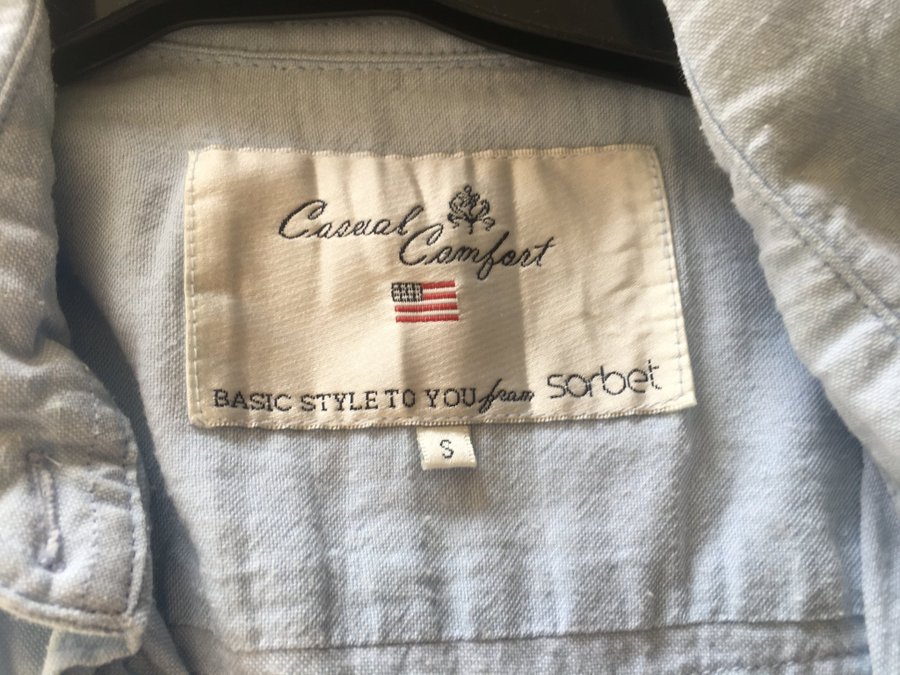 Casual
Comfort
BASIC STYLE TO YOU from sorbet
S